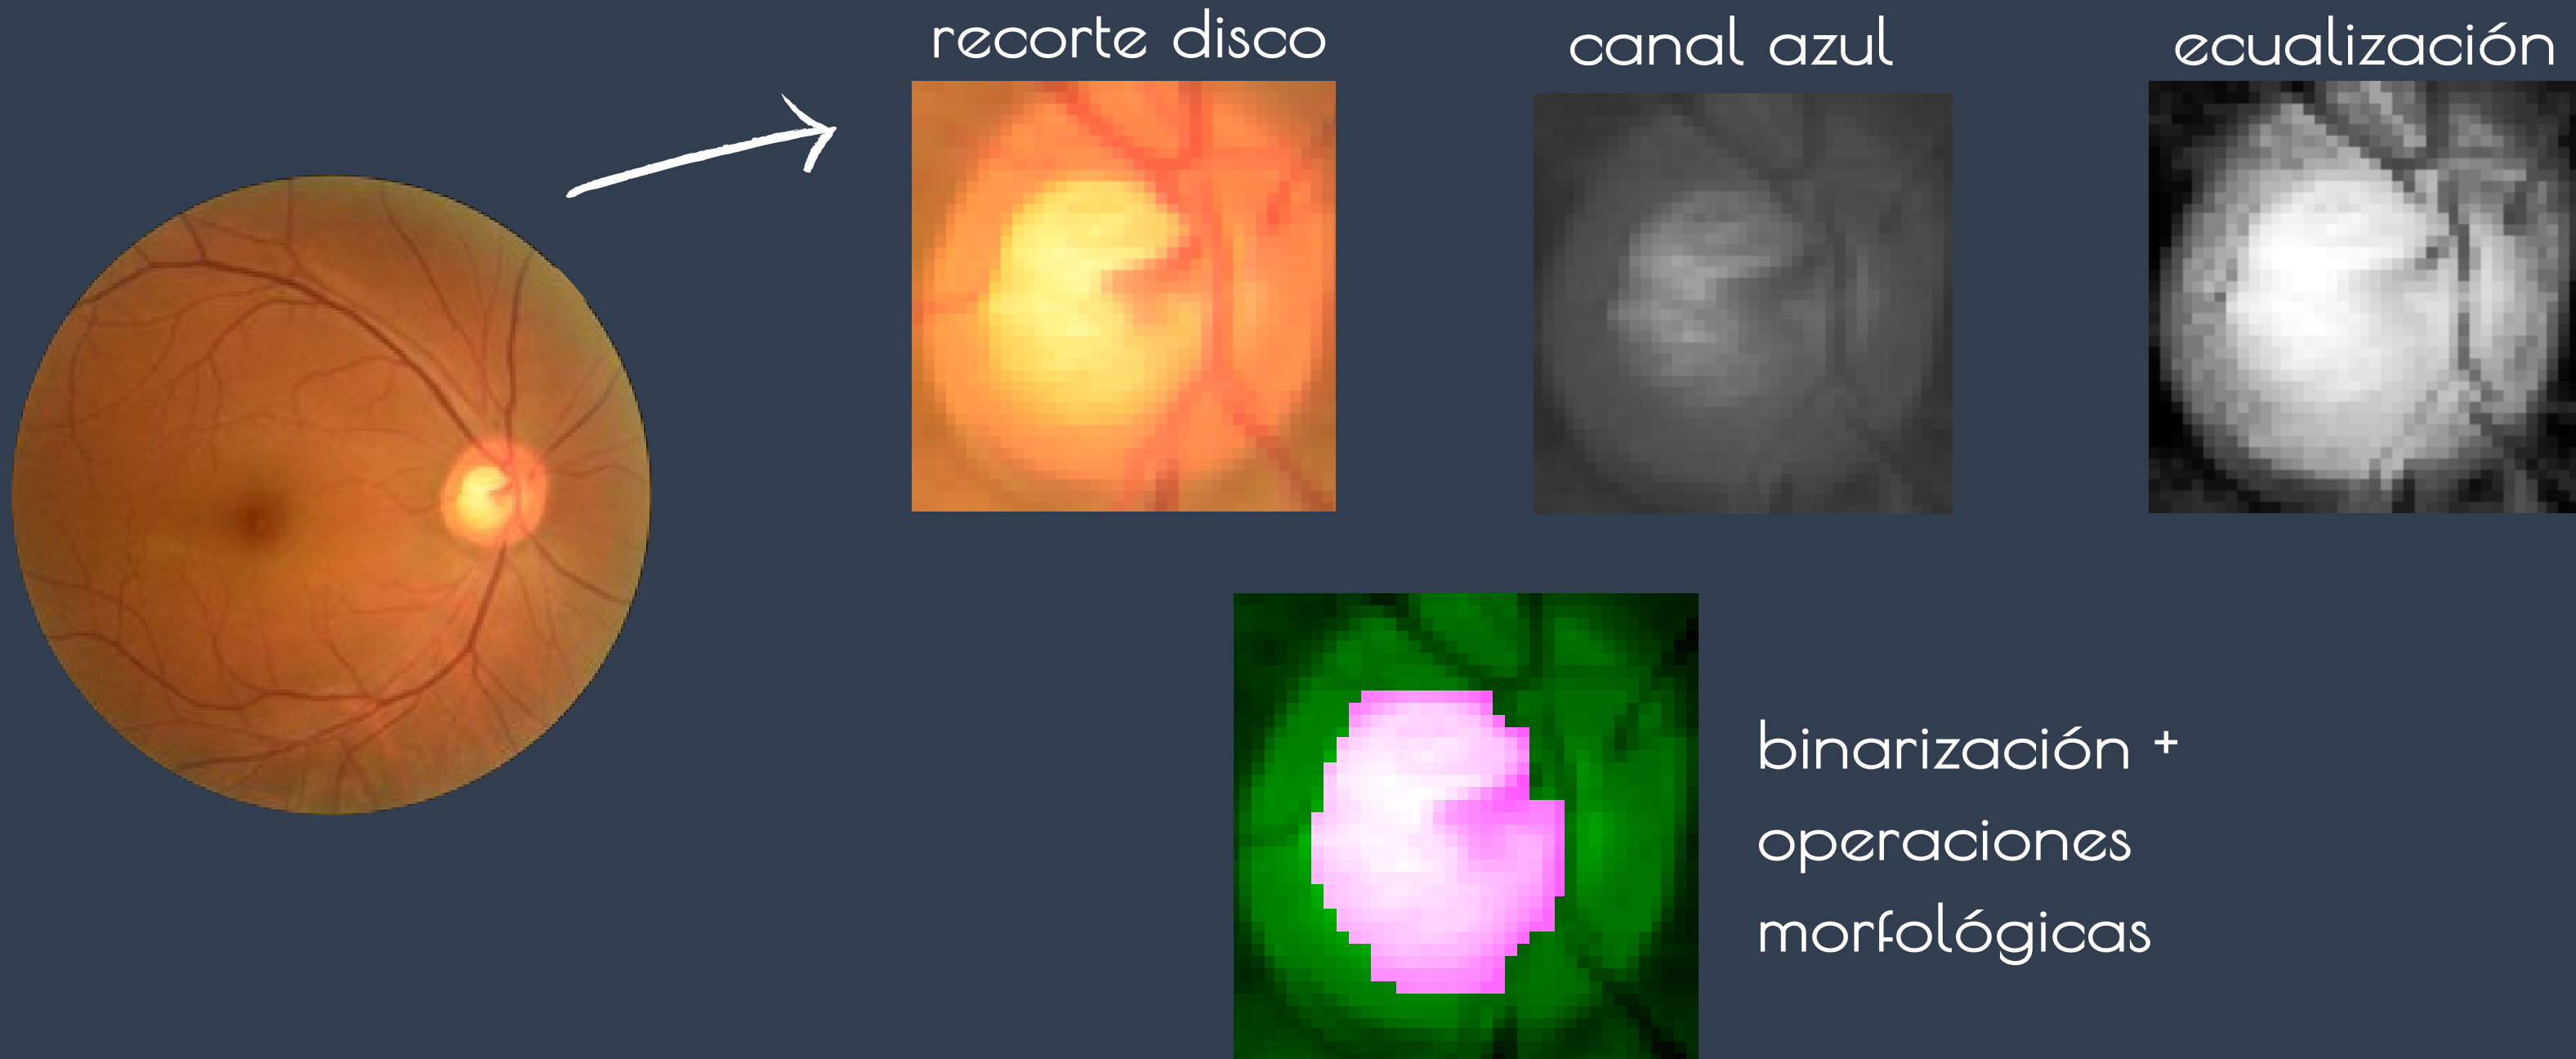 recorte disco
canal azul
ecualización
binarización +
operaciones
morfológicas